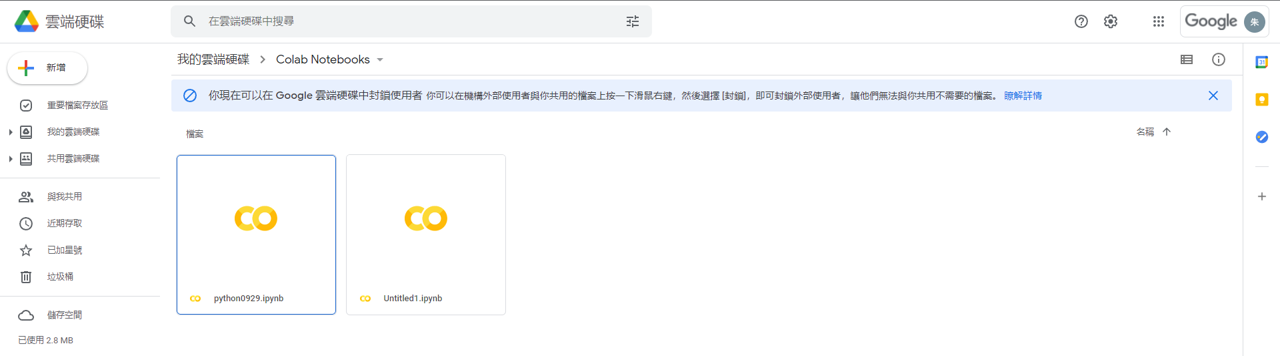 雲端硬碟
在雲端硬碟中搜尋
Google
朱
新增
我的雲端硬碟 > Colab Notebooks
你現在可以在 Google 雲端硬碟中封鎖使用者 你可以在機構外部使用者與你共用的檔案上按一下滑鼠右鍵，然後選擇 [封鎖]，即可封鎖外部使用者，讓他們無法與你共用不需要的檔案。 瞭解詳情
重要檔案存放區
我的雲端硬碟
共用雲端硬碟
與我共用
近期存取
已加星號
垃圾桶
儲存空間
已使用 2.8 MB
檔案
名稱
python0929.ipynb
Untitled1.ipynb
31